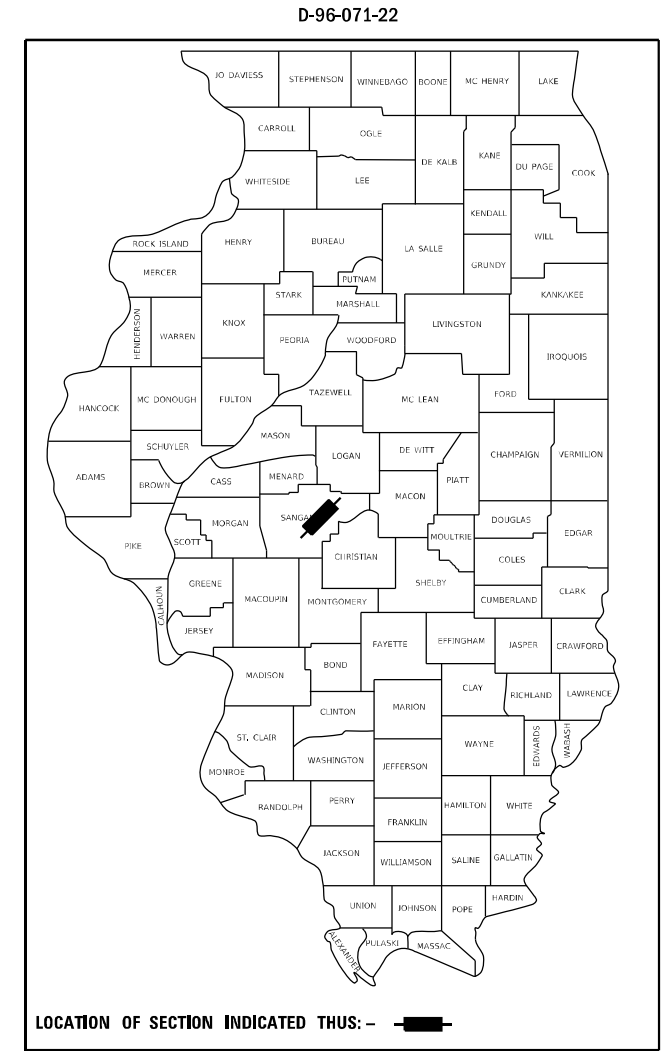 D-96-071-22
JO DAVIESS STEPHENSON WINNEBAGO BOONE MC HENRY LAKE
CARROLL OGLE
DE KALB KANE DU PAGE COOK
WHITESIDE LEE
KENDALL
ROCK ISLAND HENRY BUREAU LA SALLE WILL
GRUNDY
MERCER PUTNAM
STARK MARSHALL KANKAKEE
HENDERSON WARREN KNOX PEORIA WOODFORD LIVINGSTON
IROQUOIS
HANCOCK MC DONOUGH FULTON TAZEWELL MC LEAN FORD
MASON
SCHUYLER LOGAN DE WITT CHAMPAIGN VERMILION
ADAMS BROWN CASS MENARD PIATT
MACON
MORGAN SANGA
DOUGLAS
PIKE SCOTT MOULTRIE EDGAR
CHRISTIAN COLES
GREENE SHELBY
CALHOUN MACOUPIN MONTGOMERY CUMBERLAND CLARK
JERSEY FAYETTE EFFINGHAM JASPER CRAWFORD
BOND
MADISON CLAY
RICHLAND LAWRENCE
CLINTON MARION
ST. CLAIR WAYNE EDWARDS WABASH
WASHINGTON JEFFERSON
MONROE
RANDOLPH PERRY HAMILTON WHITE
FRANKLIN
JACKSON WILLIAMSON SALINE GALLATIN
HARDIN
UNION JOHNSON POPE
ALEXANDER PULASKI MASSAC
LOCATION OF SECTION INDICATED THUS: –